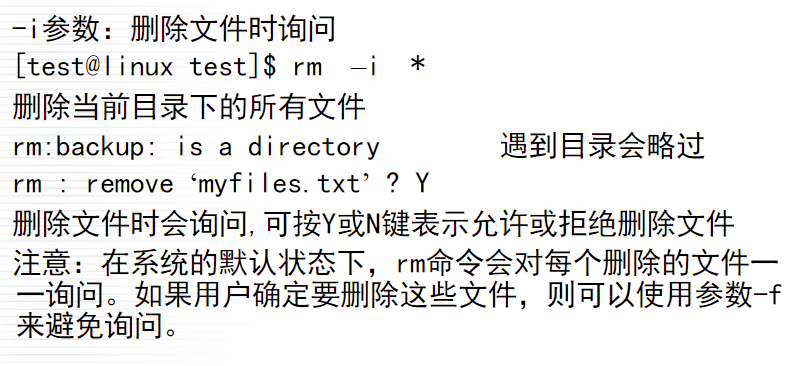 -i参数：删除文件时询问
[test@linux test]$ rm –i *
删除当前目录下的所有文件
rm:backup: is a directory 遇到目录会略过
rm : remove ‘myfiles.txt’ ? Y
删除文件时会询问,可按Y或N键表示允许或拒绝删除文件
注意：在系统的默认状态下，rm命令会对每个删除的文件一
一询问。如果用户确定要删除这些文件，则可以使用参数-f
来避免询问。